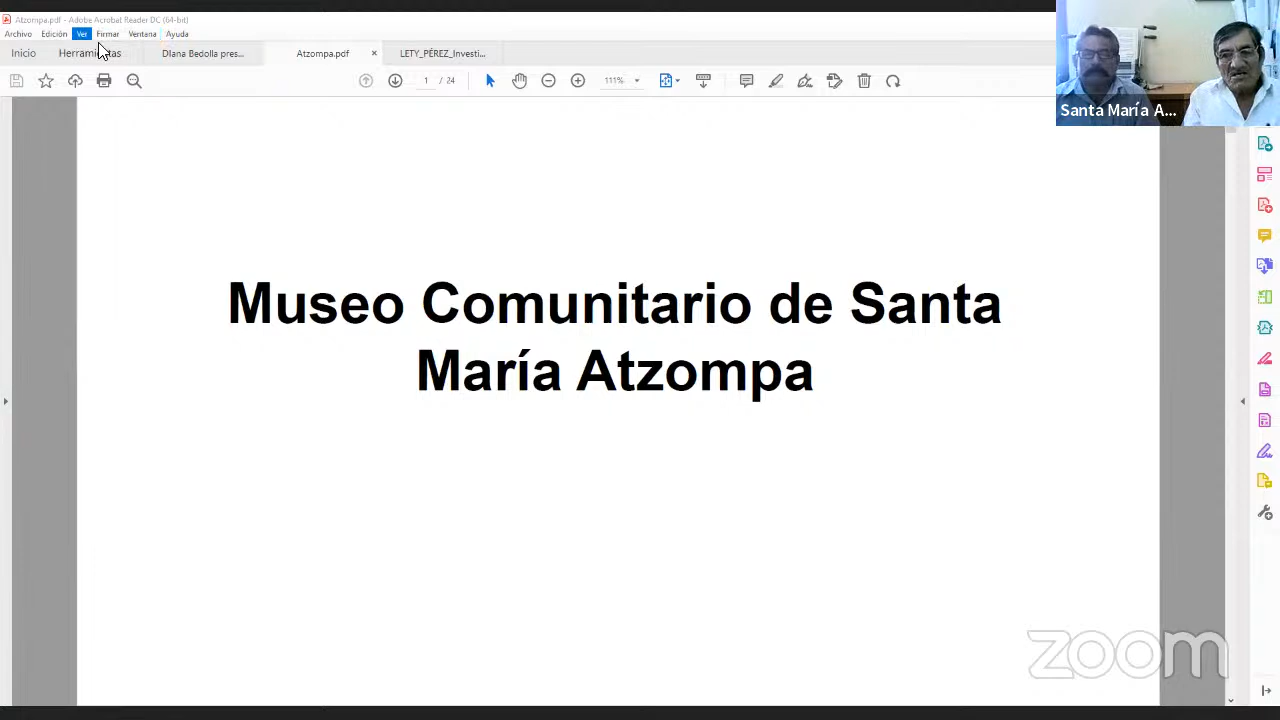 Atzompa.pdf - Adobe Acrobat Reader DC (64-bit)
Archivo Edición Ver Firmar Ventana Ayuda
Inicio Herramientas DIana Bedolla pres... Atzompa.pdf × LETY_PÉREZ_Investi...
1 / 24 111%
Santa María A...
Museo Comunitario de Santa
María Atzompa
zoom